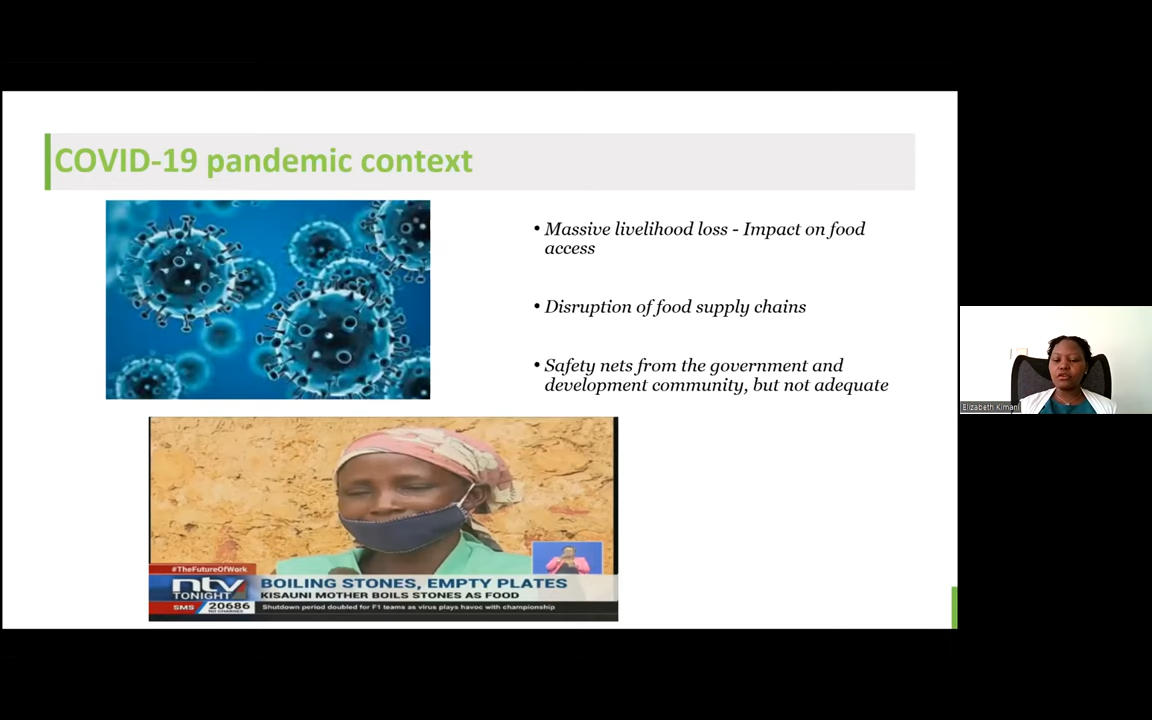 COVID-19 pandemic context
• Massive livelihood loss - Impact on food
access
• Disruption of food supply chains
• Safety nets from the government and
development community, but not adequate
Elizabeth Kimani
#TheFutureOfWork
ntv
TONIGHT
BOILING STONES, EMPTY PLATES
KISAUNI MOTHER BOILS STONES AS FOOD
SMS 20686
Shutdown period doubled for F1 teams as virus plays havoc with championship